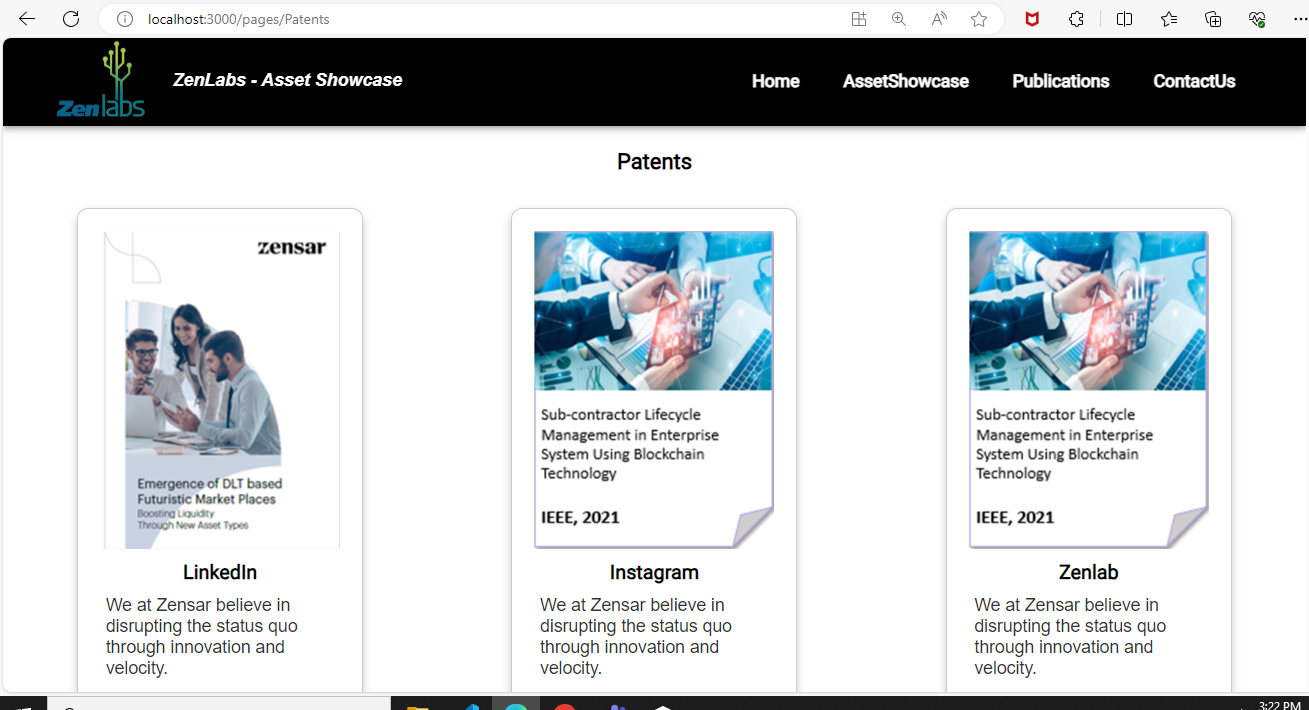 localhost:3000/pages/Patents
Zenlabs
ZenLabs - Asset Showcase
Home
AssetShowcase
Publications
ContactUs
Patents
zensar
Emergence of DLT based
Futuristic Market Places
Boosting Liquidity
Through New Asset Types
LinkedIn
We at Zensar believe in
disrupting the status quo
through innovation and
velocity.
Sub-contractor Lifecycle
Management in Enterprise
System Using Blockchain
Technology
IEEE, 2021
Instagram
We at Zensar believe in
disrupting the status quo
through innovation and
velocity.
Sub-contractor Lifecycle
Management in Enterprise
System Using Blockchain
Technology
IEEE, 2021
Zenlab
We at Zensar believe in
disrupting the status quo
through innovation and
velocity.
3:22 PM